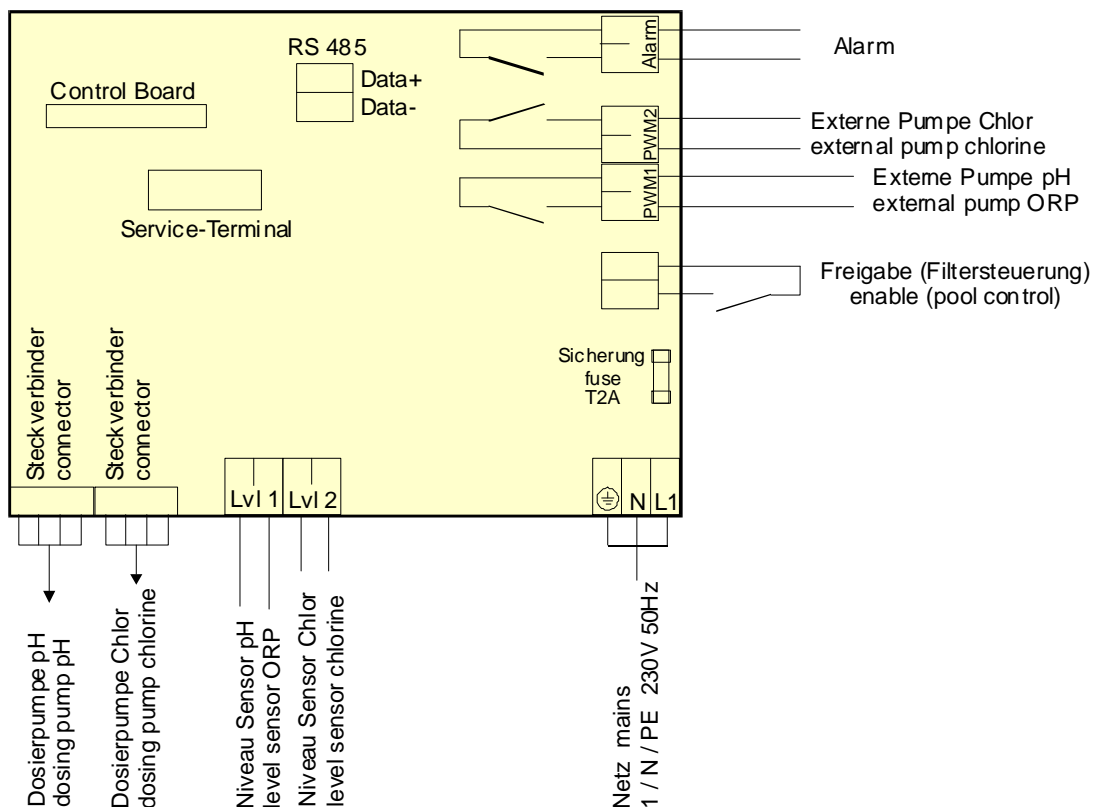 RS 485
Data+
Data-
Control Board
Service-Terminal
Alarm
Alarm
PWM2
Externe Pumpe Chlor
external pump chlorine
PWM1
Externe Pumpe pH
external pump ORP
Freigabe (Filtersteuerung)
enable (pool control)
Sicherung
fuse
T2A
Steckverbinder
connector
Steckverbinder
connector
Lvl 1
Lvl 2
N
L1
Dosierpumpe pH
dosing pump pH
Dosierpumpe Chlor
dosing pump chlorine
Niveau Sensor pH
level sensor ORP
Niveau Sensor Chlor
level sensor chlorine
Netz mains
1 / N / PE 230V 50Hz